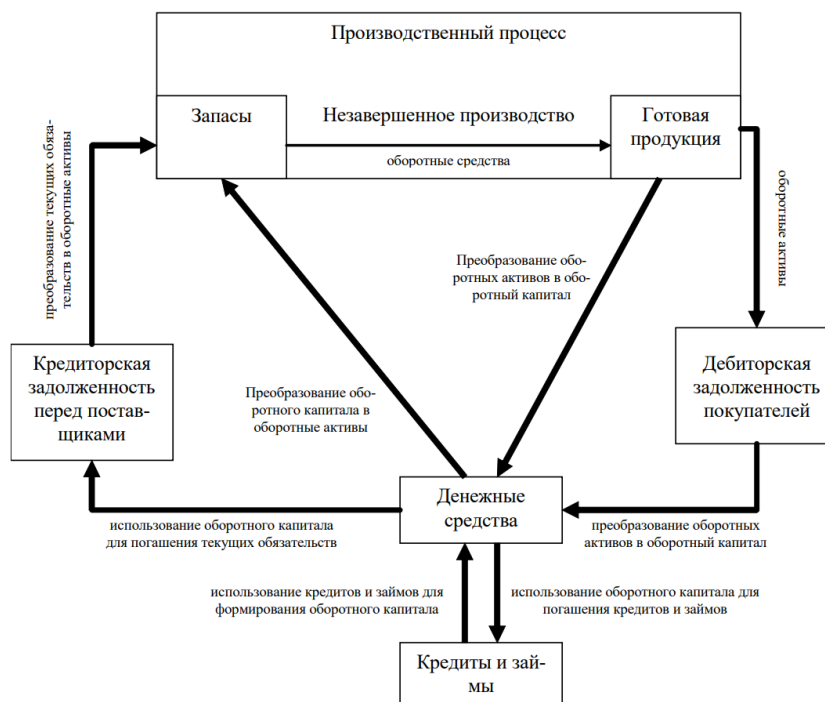 Производственный процесс
Запасы
Незавершенное производство
Готовая
продукция
оборотные средства
преобразование текущих обяза-
тельств в оборотные активы
оборотные
активы
Преобразование обо-
ротных активов в обо-
ротный капитал
Кредиторская
задолженность
перед постав-
щиками
Дебиторская
задолженность
покупателей
Преобразование обо-
ротного капитала в
оборотные активы
Денежные
средства
использование оборотного капитала
для погашения текущих обязательств
преобразование оборотных
активов в оборотный капитал
использование кредитов и займов для
формирования оборотного капитала
использование оборотного капитала для
погашения кредитов и займов
Кредиты и зай-
мы